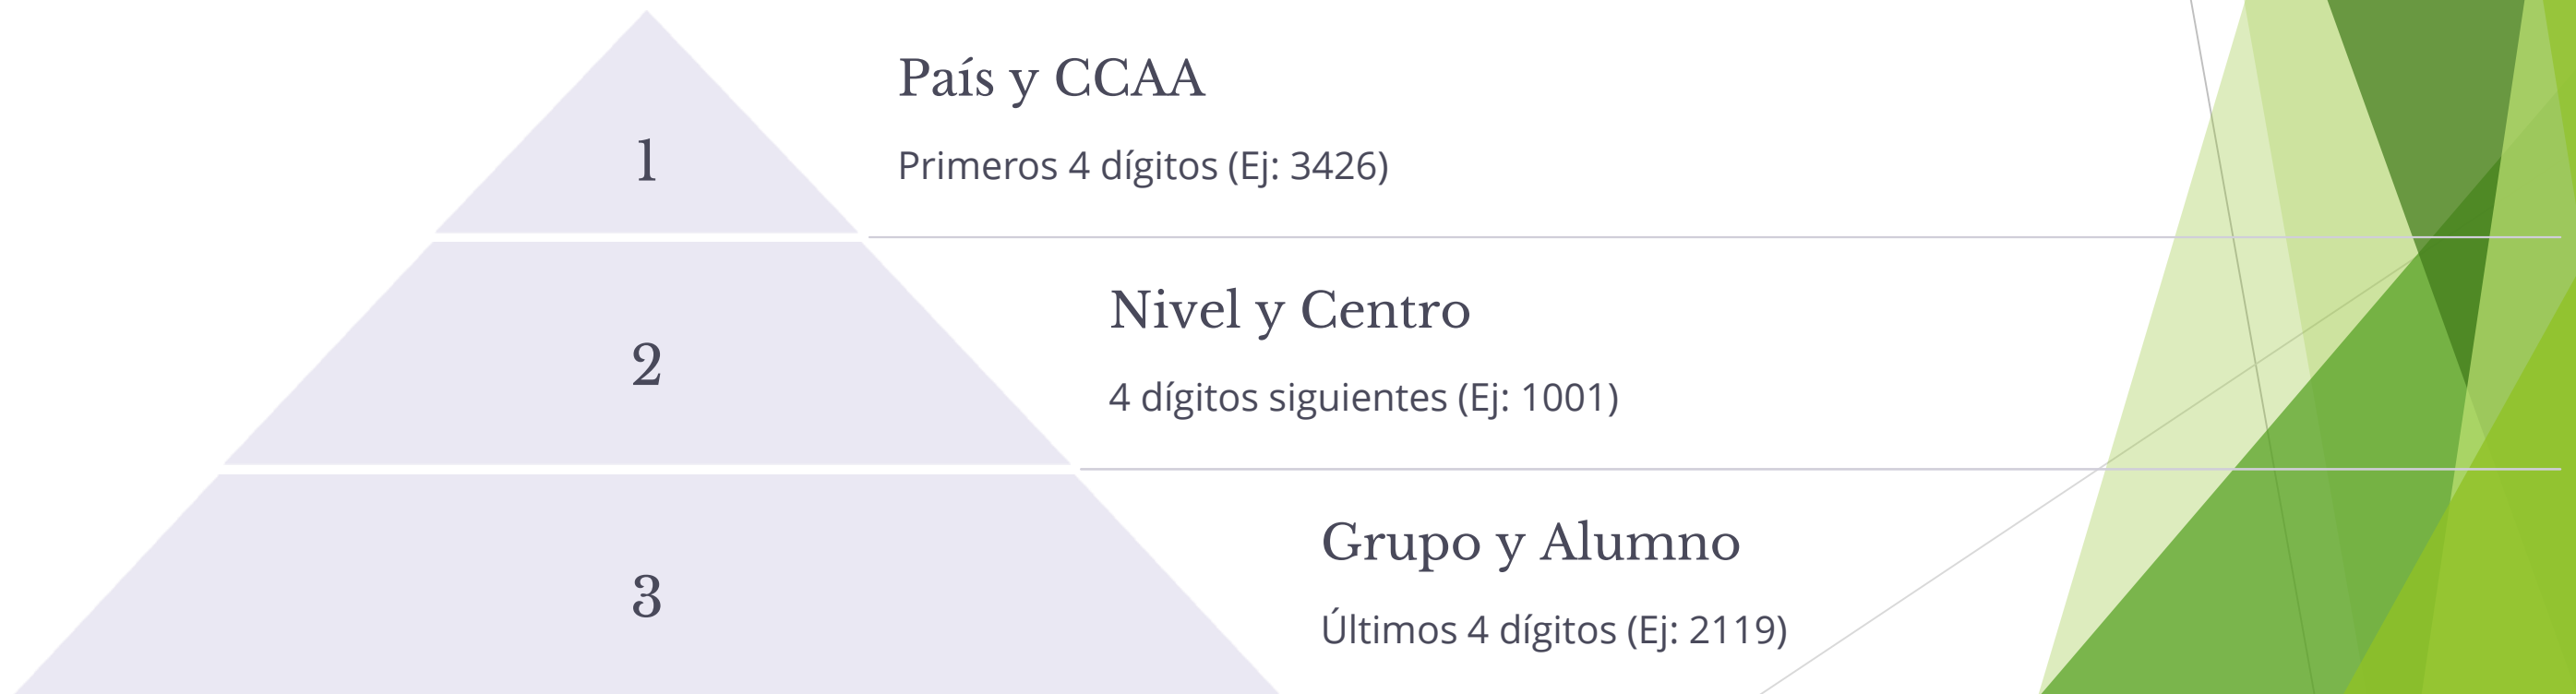 1
País y CCAA
Primeros 4 dígitos (Ej: 3426)
2
Nivel y Centro
4 dígitos siguientes (Ej: 1001)
3
Grupo y Alumno
Últimos 4 dígitos (Ej: 2119)